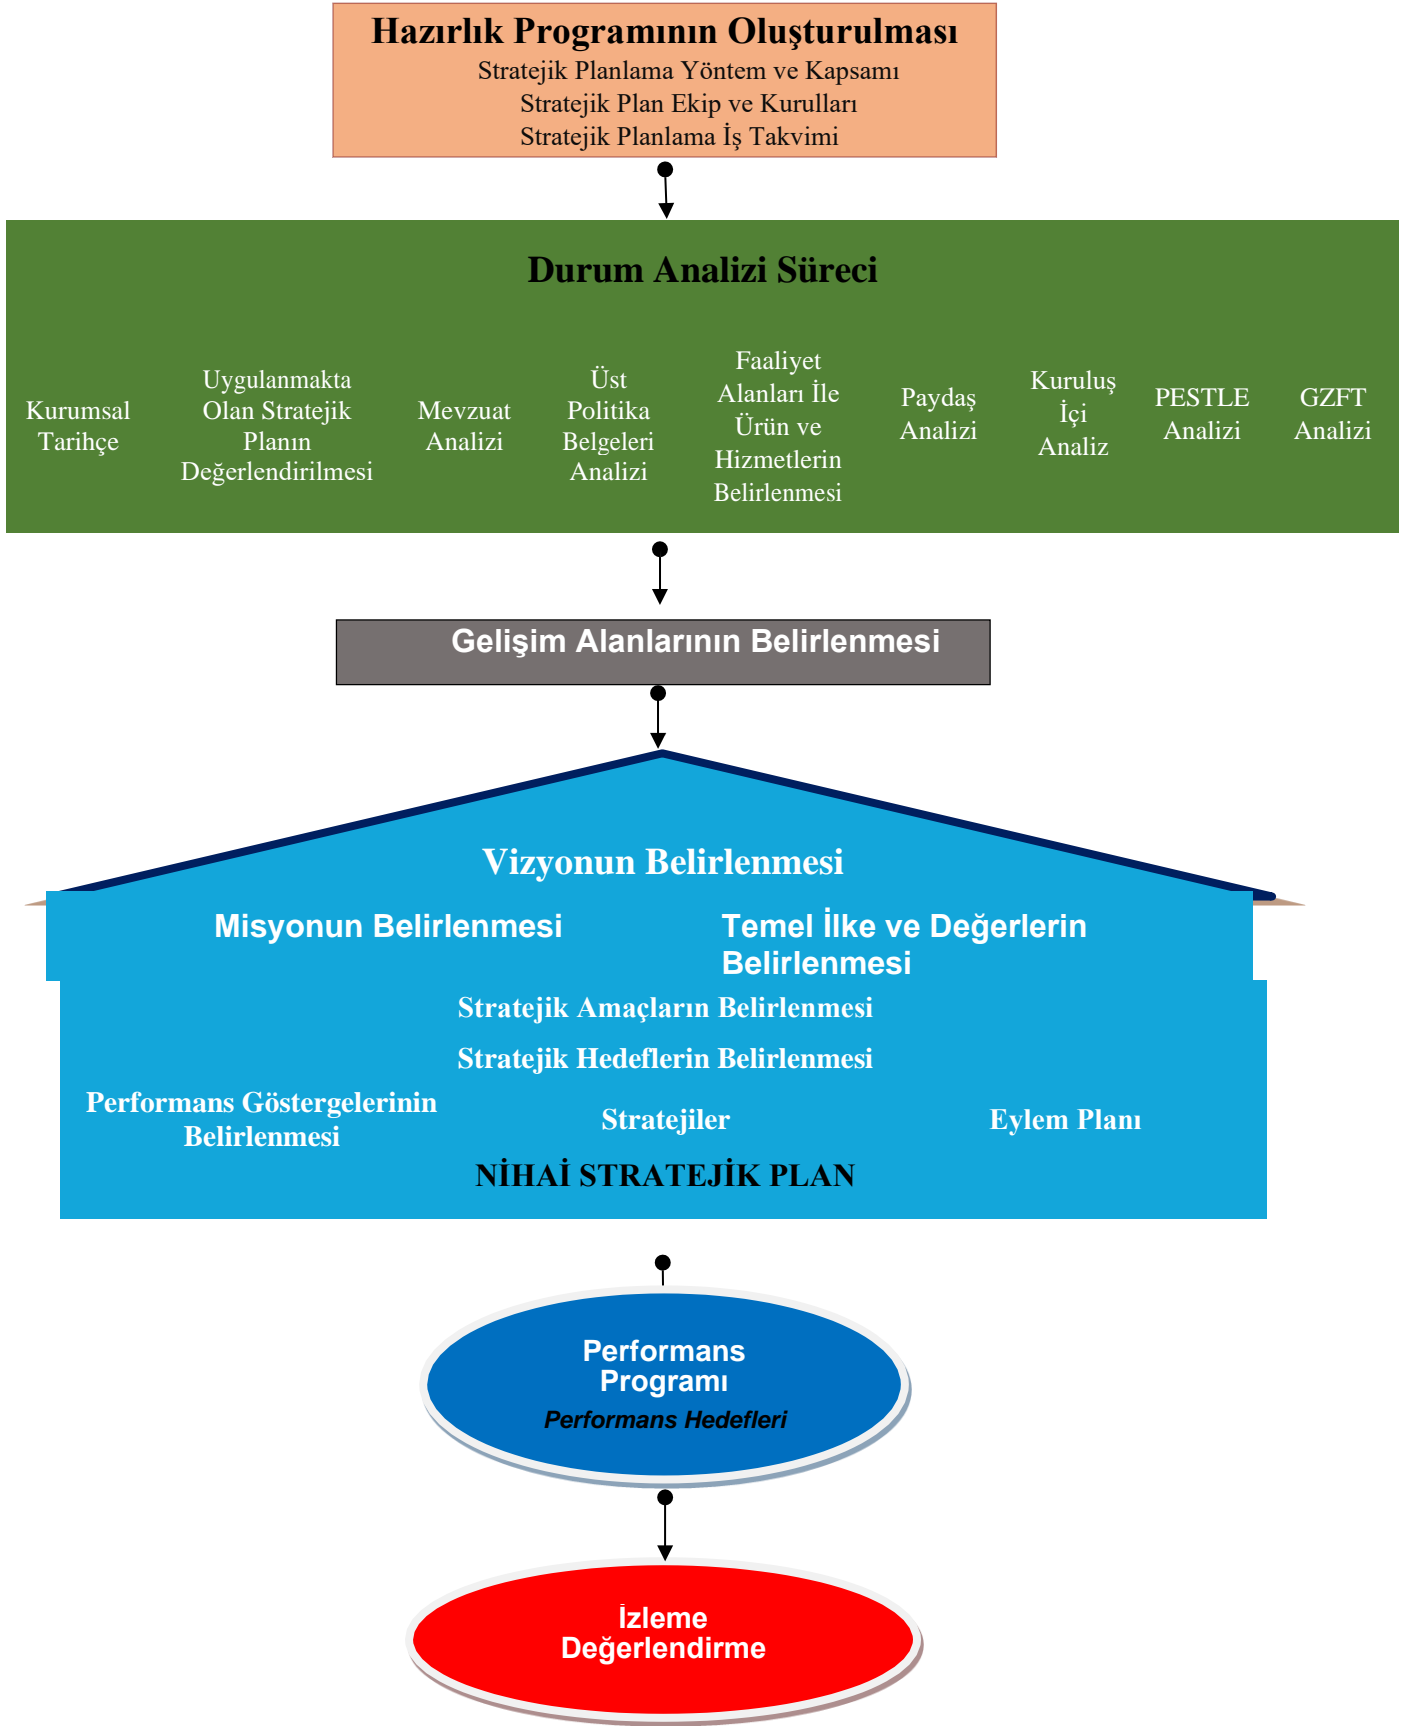 Hazırlık Programının Oluşturulması
Stratejik Planlama Yöntem ve Kapsamı
Stratejik Plan Ekip ve Kurulları
Stratejik Planlama İş Takvimi
Durum Analizi Süreci
Kurumsal
Tarihçe
Uygulanmakta
Olan Stratejik
Planın
Değerlendirilmesi
Mevzuat
Analizi
Üst
Politika
Belgeleri
Analizi
Faaliyet
Alanları İle
Ürün ve
Hizmetlerin
Belirlenmesi
Paydaş
Analizi
Kuruluş
İçi
Analiz
PESTLE
Analizi
GZFT
Analizi
Gelişim Alanlarının Belirlenmesi
Vizyonun Belirlenmesi
Misyonun Belirlenmesi
Temel İlke ve Değerlerin
Belirlenmesi
Stratejik Amaçların Belirlenmesi
Stratejik Hedeflerin Belirlenmesi
Performans Göstergelerinin
Belirlenmesi
Stratejiler
Eylem Planı
NİHAİ STRATEJİK PLAN
Performans
Programı
Performans Hedefleri
İzleme
Değerlendirme